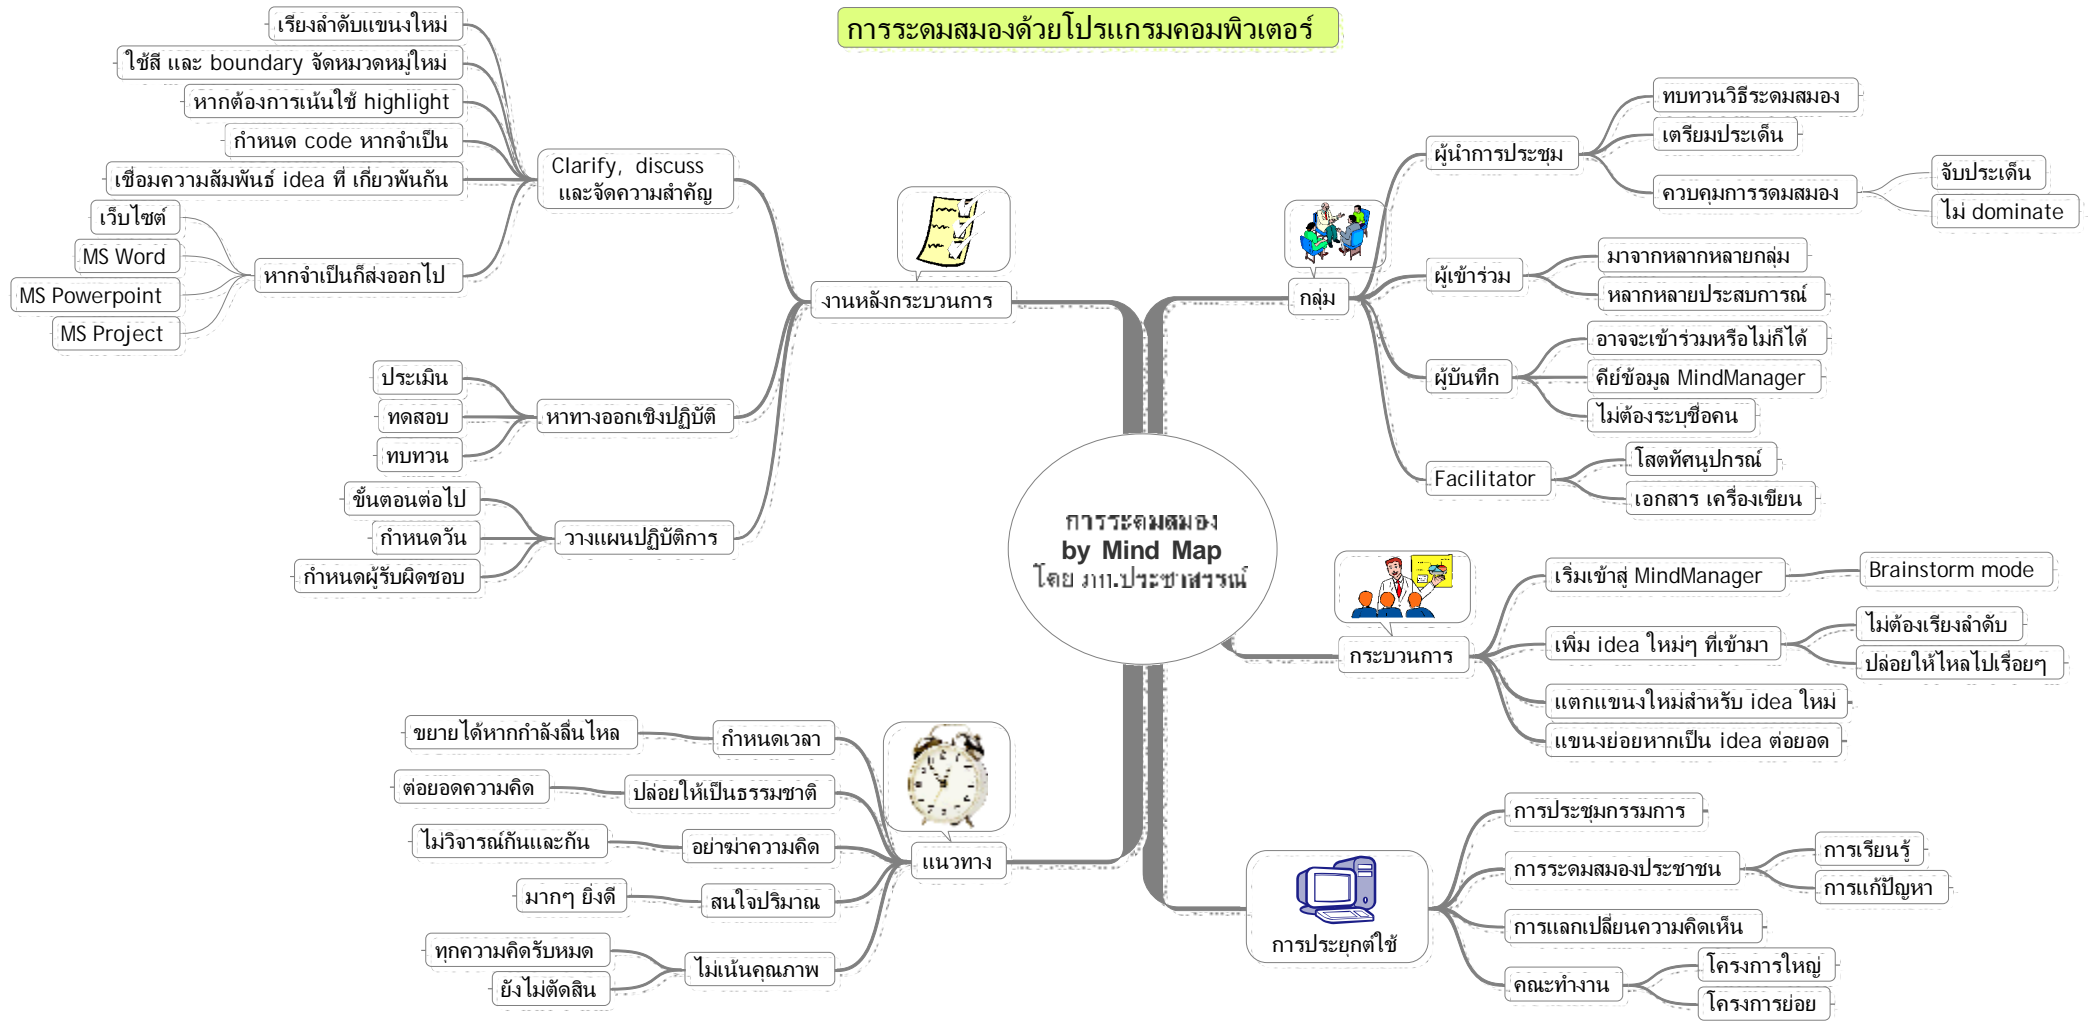 การระดมสมองด้วยโปรแกรมคอมพิวเตอร์
การระดมสมอง
by Mind Map
โดย ภก.ประชาสรรณ์
กลุ่ม
ผู้นำการประชุม
ทบทวนวิธีระดมสมอง
เตรียมประเด็น
ควบคุมการรดมสมอง
จับประเด็น
ไม่ dominate
ผู้เข้าร่วม
มาจากหลากหลายกลุ่ม
หลากหลายประสบการณ์
ผู้บันทึก
อาจจะเข้าร่วมหรือไม่ก็ได้
คีย์ข้อมูล MindManager
ไม่ต้องระบุชื่อคน
Facilitator
โสตทัศนูปกรณ์
เอกสาร เครื่องเขียน
กระบวนการ
เริ่มเข้าสู่ MindManager
Brainstorm mode
เพิ่ม idea ใหม่ๆ ที่เข้ามา
ไม่ต้องเรียงลำดับ
ปล่อยให้ไหลไปเรื่อยๆ
แตกแขนงใหม่สำหรับ idea ใหม่
แขนงย่อยหากเป็น idea ต่อยอด
การประยุกต์ใช้
การประชุมกรรมการ
การระดมสมองประชาชน
การเรียนรู้
การแก้ปัญหา
การแลกเปลี่ยนความคิดเห็น
คณะทำงาน
โครงการใหญ่
โครงการย่อย
งานหลังกระบวนการ
Clarify, discuss
และจัดความสำคัญ
เรียงลำดับแขนงใหม่
ใช้สี และ boundary จัดหมวดหมู่ใหม่
หากต้องการเน้นใช้ highlight
กำหนด code หากจำเป็น
เชื่อมความสัมพันธ์ idea ที่ เกี่ยวพันกัน
หากจำเป็นก็ส่งออกไป
เว็บไซต์
MS Word
MS Powerpoint
MS Project
หาทางออกเชิงปฏิบัติ
ประเมิน
ทดสอบ
ทบทวน
วางแผนปฏิบัติการ
ขั้นตอนต่อไป
กำหนดวัน
กำหนดผู้รับผิดชอบ
แนวทาง
กำหนดเวลา
ขยายได้หากกำลังลื่นไหล
ปล่อยให้เป็นธรรมชาติ
ต่อยอดความคิด
อย่าฆ่าความคิด
ไม่วิจารณ์กันและกัน
สนใจปริมาณ
มากๆ ยิ่งดี
ไม่เน้นคุณภาพ
ทุกความคิดรับหมด
ยังไม่ตัดสิน